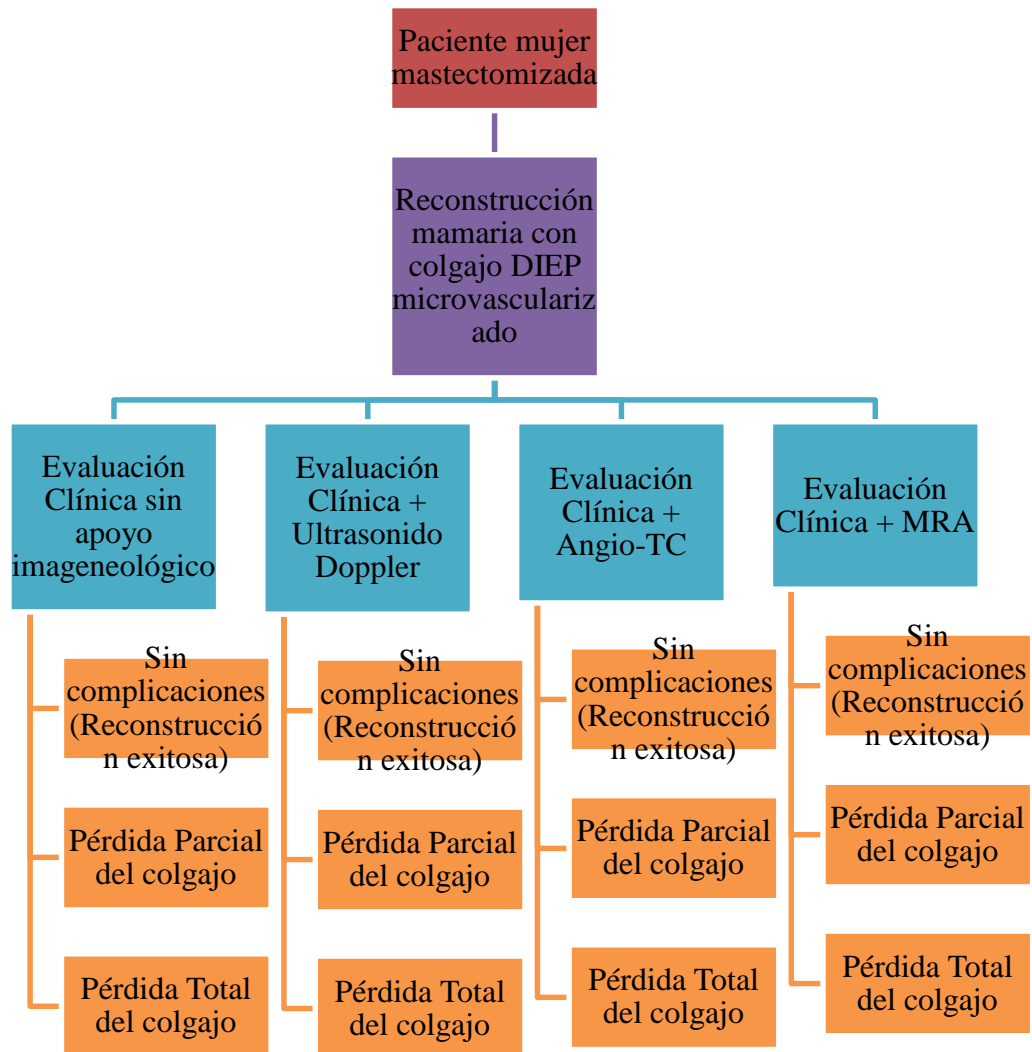 Paciente mujer
mastectomizada
Reconstrucción
mamaria con
colgajo DIEP
microvasculariz
ado
Evaluación
Clínica sin
apoyo
imageneológico
Evaluación
Clínica +
Ultrasonido
Doppler
Evaluación
Clínica +
Angio-TC
Evaluación
Clínica + MRA
Sin
complicaciones
(Reconstrucció
n exitosa)
Pérdida Parcial
del colgajo
Pérdida Total
del colgajo
Sin
complicaciones
(Reconstrucció
n exitosa)
Pérdida Parcial
del colgajo
Pérdida Total
del colgajo
Sin
complicaciones
(Reconstrucció
n exitosa)
Pérdida Parcial
del colgajo
Pérdida Total
del colgajo
Sin
complicaciones
(Reconstrucció
n exitosa)
Pérdida Parcial
del colgajo
Pérdida Total
del colgajo